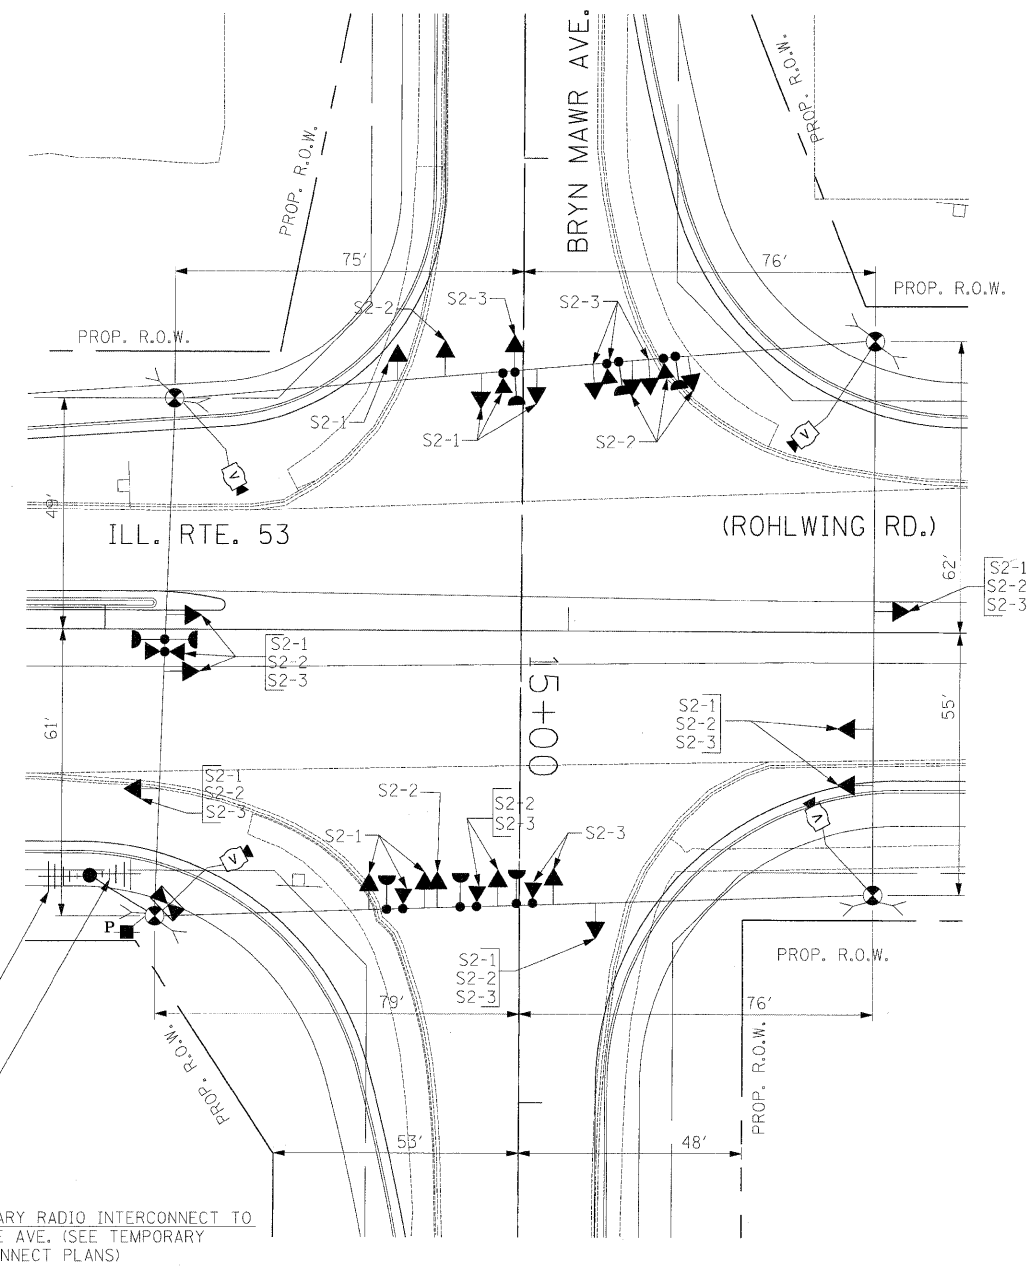 BRYN MAWR AVE.
PROP. R.O.W.
PROP. R.O.W.
75'
76'
PROP. R.O.W.
PROP. R.O.W.
S2-2
S2-3
S2-3
S2-1
S2-1
S2-2
V
V
49'
ILL. RTE. 53
(ROHLWING RD.)
62'
S2-1
S2-2
S2-3
S2-1
S2-2
S2-3
15+00
61'
55'
S2-1
S2-2
S2-3
S2-1
S2-2
S2-3
S2-2
S2-2
S2-3
S2-1
S2-3
V
V
P
S2-1
S2-2
S2-3
PROP. R.O.W.
79'
76'
PROP. R.O.W.
PROP. R.O.W.
53'
48'
ARY RADIO INTERCONNECT TO
E AVE. (SEE TEMPORARY
NNECT PLANS)